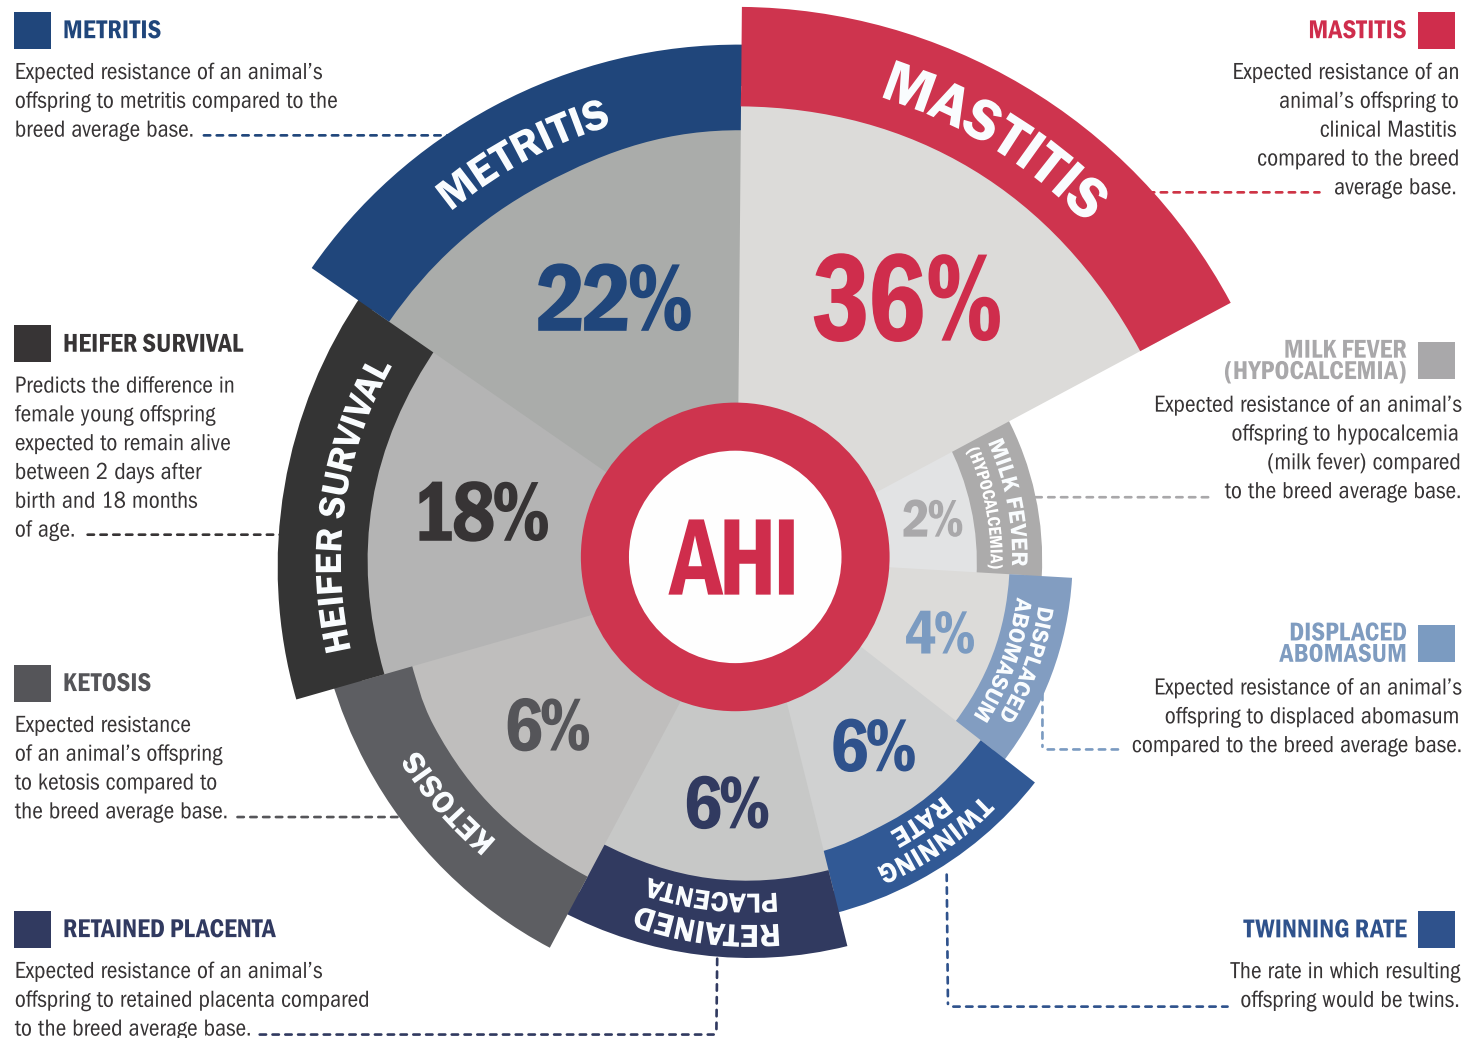 METRITIS
Expected resistance of an animal's
offspring to metritis compared to the
breed average base.
HEIFER SURVIVAL
Predicts the difference in
female young offspring
expected to remain alive
between 2 days after
birth and 18 months
of age.
KETOSIS
Expected resistance
of an animal's offspring
to ketosis compared to
the breed average base.
RETAINED PLACENTA
Expected resistance of an animal's
offspring to retained placenta compared
to the breed average base.
METRITIS
22%
MASTITIS
36%
HEIFER SURVIVAL
18%
MILK FEVER
(HYPOCALCEMIA)
2%
AHI
DISPLACED
ABOMASUM
4%
KETOSIS
6%
RETAINED
PLACENTA
6%
TWINNING
RATE
6%
MASTITIS
Expected resistance of an
animal's offspring to
clinical Mastitis
compared to the breed
average base.
MILK FEVER
(HYPOCALCEMIA)
Expected resistance of an animal's
offspring to hypocalcemia
(milk fever) compared
to the breed average base.
DISPLACED
ABOMASUM
Expected resistance of an animal's
offspring to displaced abomasum
compared to the breed average base.
TWINNING RATE
The rate in which resulting
offspring would be twins.